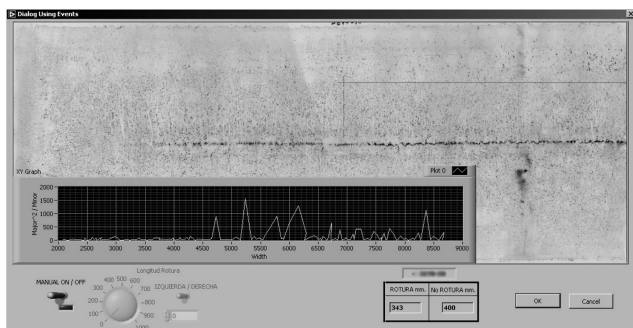 Dialog Using Events
XY Graph
Plot 0
Major^2 / Minor
2000
1500
1000
500
0
2000 2500 3000 3500 4000 4500 5000 5500 6000 6500 7000 7500 8000 8500 9000
Width
MANUAL ON / OFF
Longitud Rotura
0 100 200 300 400 500 600 700 800 900 1000
IZQUIERDA / DERECHA
0
ROTURA mm.
343
No ROTURA mm.
400
OK
Cancel